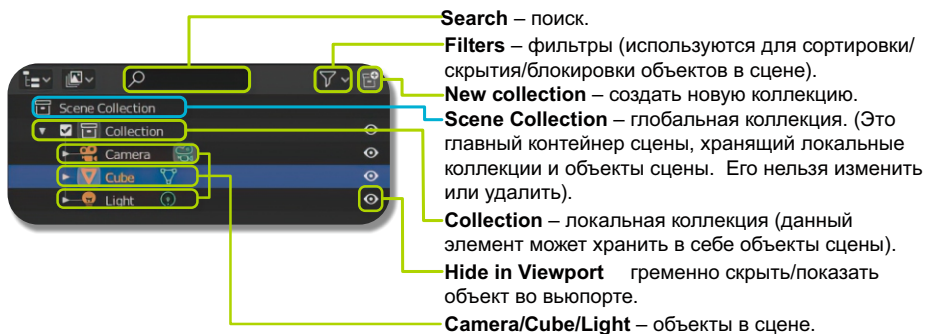 Search – поиск.
Filters – фильтры (используются для сортировки/
скрытия/блокировки объектов в сцене).
New collection – создать новую коллекцию.
Scene Collection – глобальная коллекция. (Это
главный контейнер сцены, хранящий локальные
коллекции и объекты сцены. Его нельзя изменить
или удалить).
Collection – локальная коллекция (данный
элемент может хранить в себе объекты сцены).
Hide in Viewport гременно скрыть/показать
объект во вьюпорте.
Camera/Cube/Light – объекты в сцене.
Scene Collection
Collection
Camera
Cube
Light